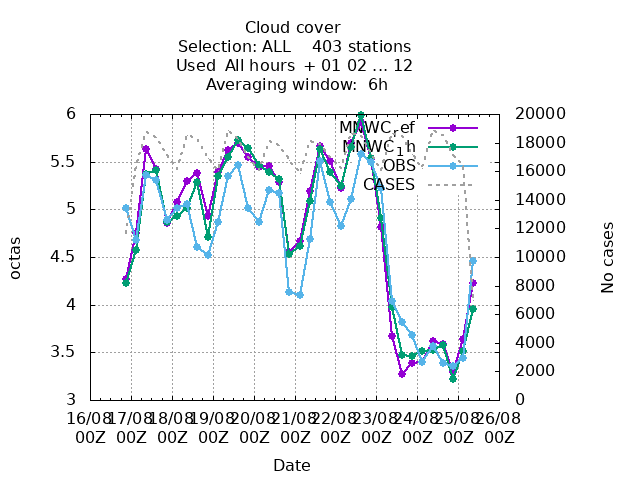 Cloud cover
Selection: ALL 403 stations
Used All hours + 01 02 ... 12
Averaging window: 6h
MNWC_ref
MNWC_1h
OBS
CASES
6
5.5
5
4.5
4
3.5
3
octas
20000
18000
16000
14000
12000
10000
8000
6000
4000
2000
0
No cases
16/08 17/08 18/08 19/08 20/08 21/08 22/08 23/08 24/08 25/08 26/08
00Z 00Z 00Z 00Z 00Z 00Z 00Z 00Z 00Z 00Z 00Z
Date